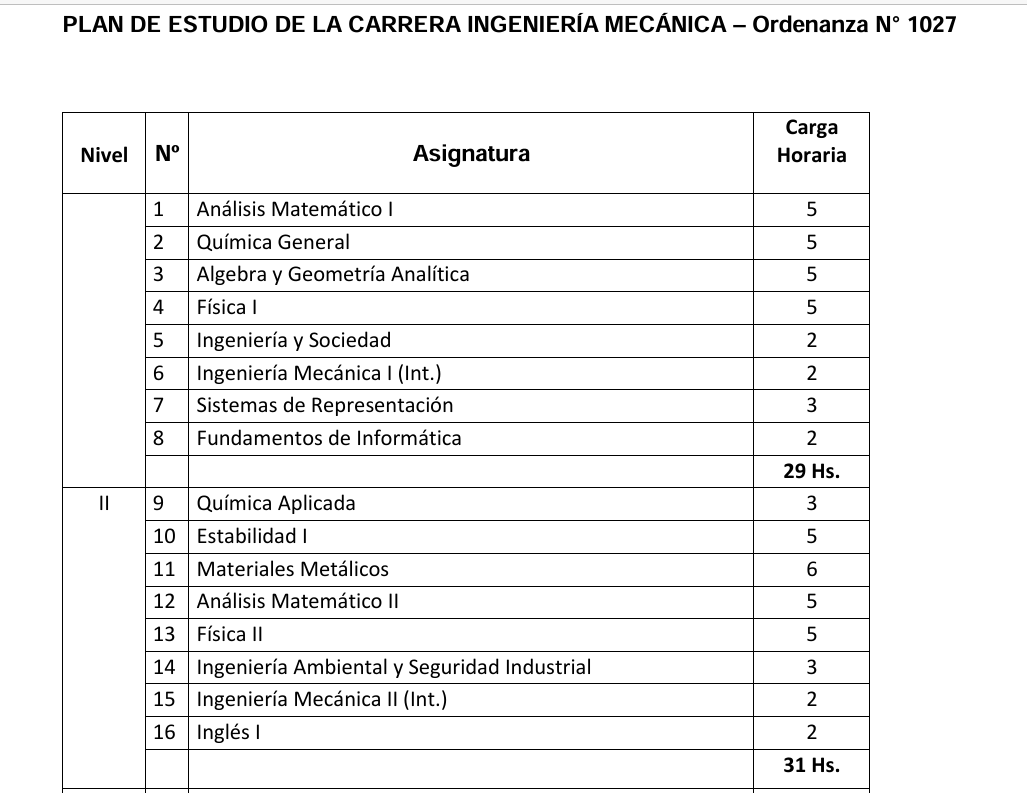 PLAN DE ESTUDIO DE LA CARRERA INGENIERÍA MECÁNICA – Ordenanza N° 1027
Nivel Nº Asignatura Carga Horaria
1 Análisis Matemático I 5
2 Química General 5
3 Algebra y Geometría Analítica 5
4 Física I 5
5 Ingeniería y Sociedad 2
6 Ingeniería Mecánica I (Int.) 2
7 Sistemas de Representación 3
8 Fundamentos de Informática 2
29 Hs.
II 9 Química Aplicada 3
10 Estabilidad I 5
11 Materiales Metálicos 6
12 Análisis Matemático II 5
13 Física II 5
14 Ingeniería Ambiental y Seguridad Industrial 3
15 Ingeniería Mecánica II (Int.) 2
16 Inglés I 2
31 Hs.